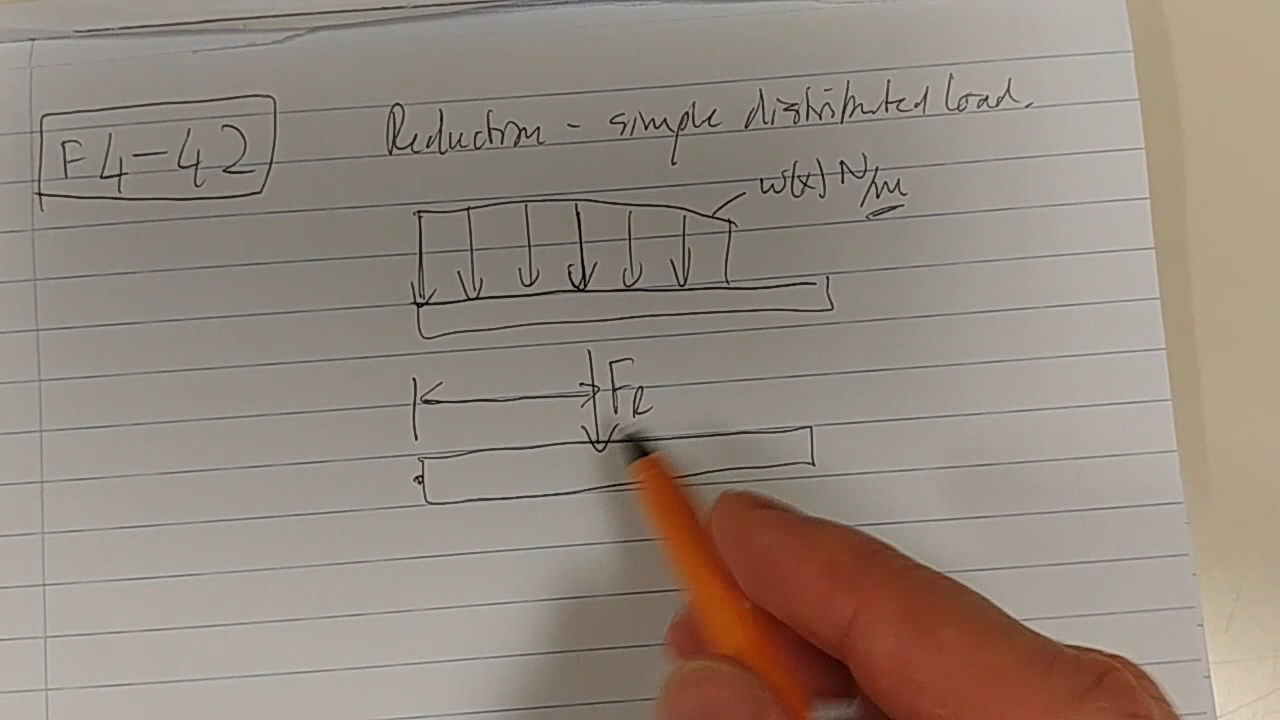 F4-42
Reduction - simple distributed load.
w(x) N/m
FR